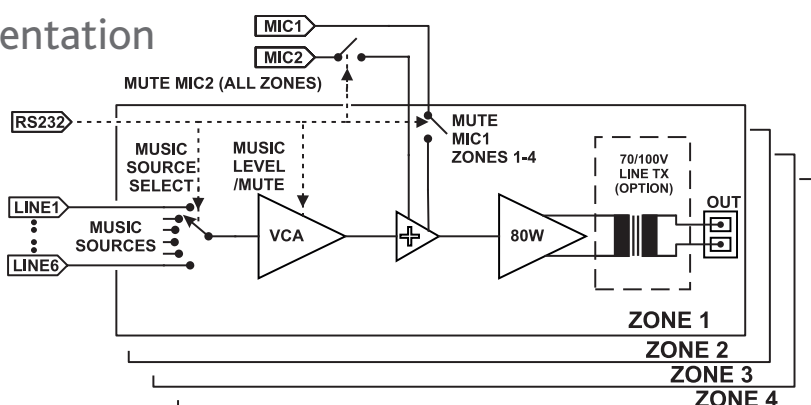 entation
MIC1
MIC2
MUTE MIC2 (ALL ZONES)
RS232
MUTE
MIC1
ZONES 1-4
MUSIC
SOURCE
SELECT
MUSIC
LEVEL
/MUTE
70/100V
LINE TX
(OPTION)
OUT
LINE1
MUSIC
SOURCES
LINE6
VCA
80W
ZONE 1
ZONE 2
ZONE 3
ZONE 4